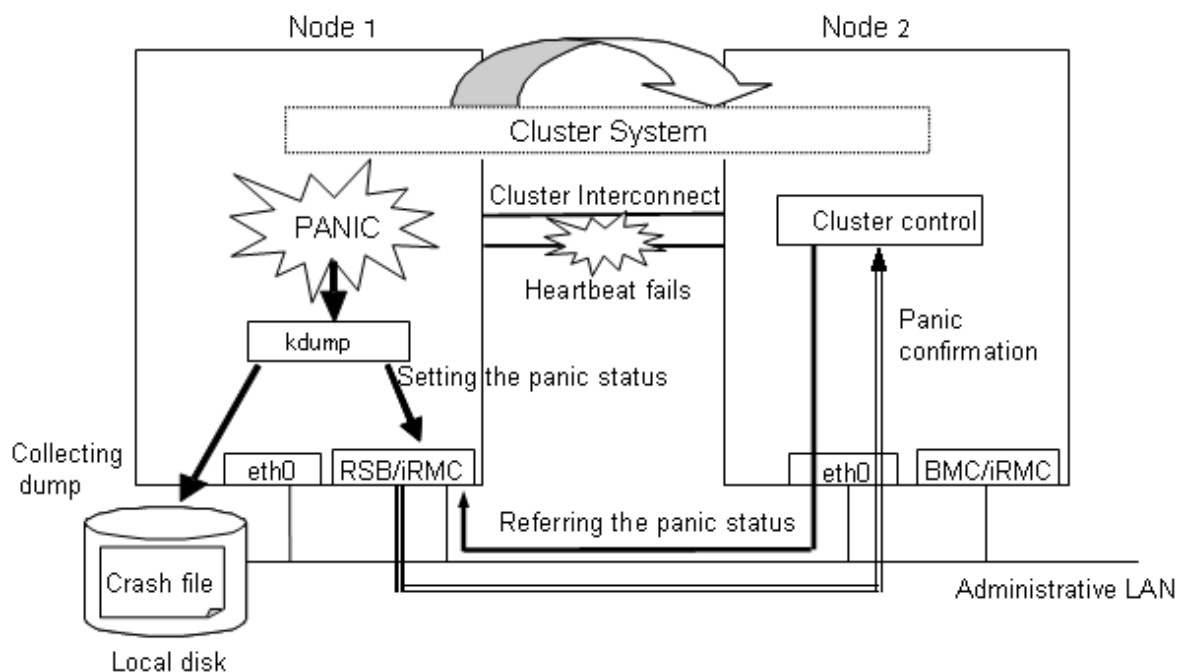 Node 1
Node 2
Cluster System
PANIC
Cluster Interconnect
Cluster control
Heartbeat fails
kdump
Panic
confirmation
Setting the panic status
Collecting
dump
eth0
RSB/iRMC
eth0
BMC/iRMC
Referring the panic status
Crash file
Administrative LAN
Local disk